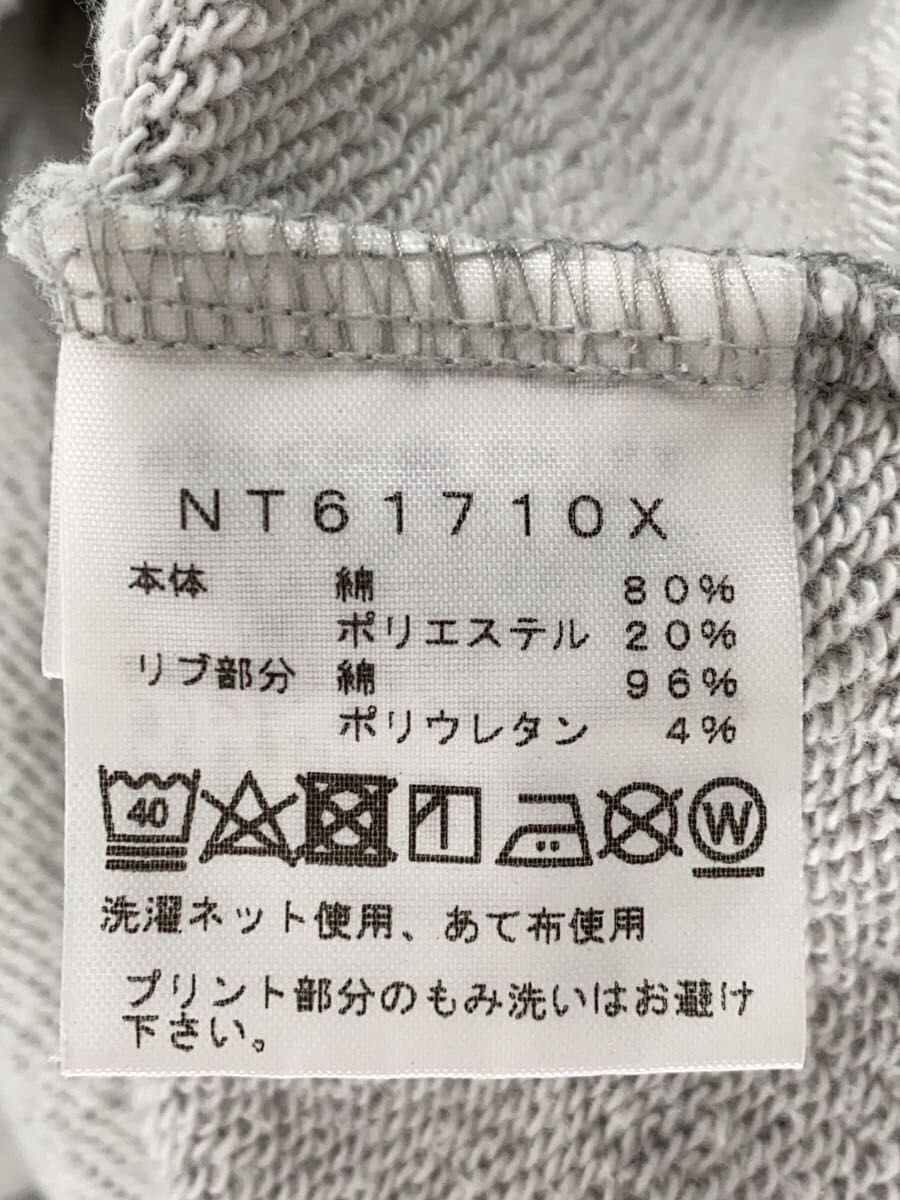 NT61710X
本体 綿 80%
ポリエステル 20%
リブ部分 綿 96%
ポリウレタン 4%
40 W
洗濯ネット使用、あて布使用
プリント部分のもみ洗いはお避け
下さい。